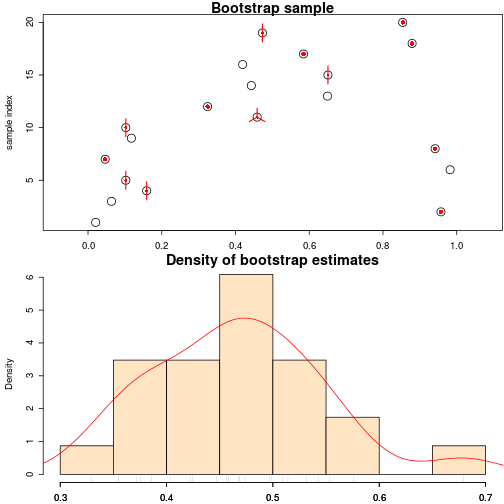 Bootstrap sample
20
15
10
5
sample index
0.0 0.2 0.4 0.6 0.8 1.0
Density of bootstrap estimates
6
5
4
3
2
1
0
Density
0.3 0.4 0.5 0.6 0.7